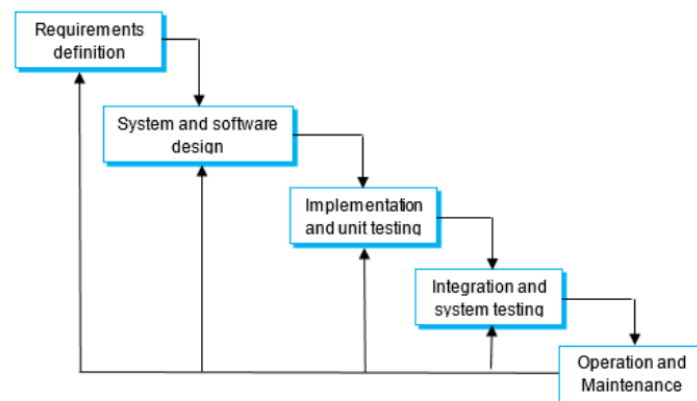 Requirements
definition
System and software
design
Implementation
and unit testing
Integration and
system testing
Operation and
Maintenance